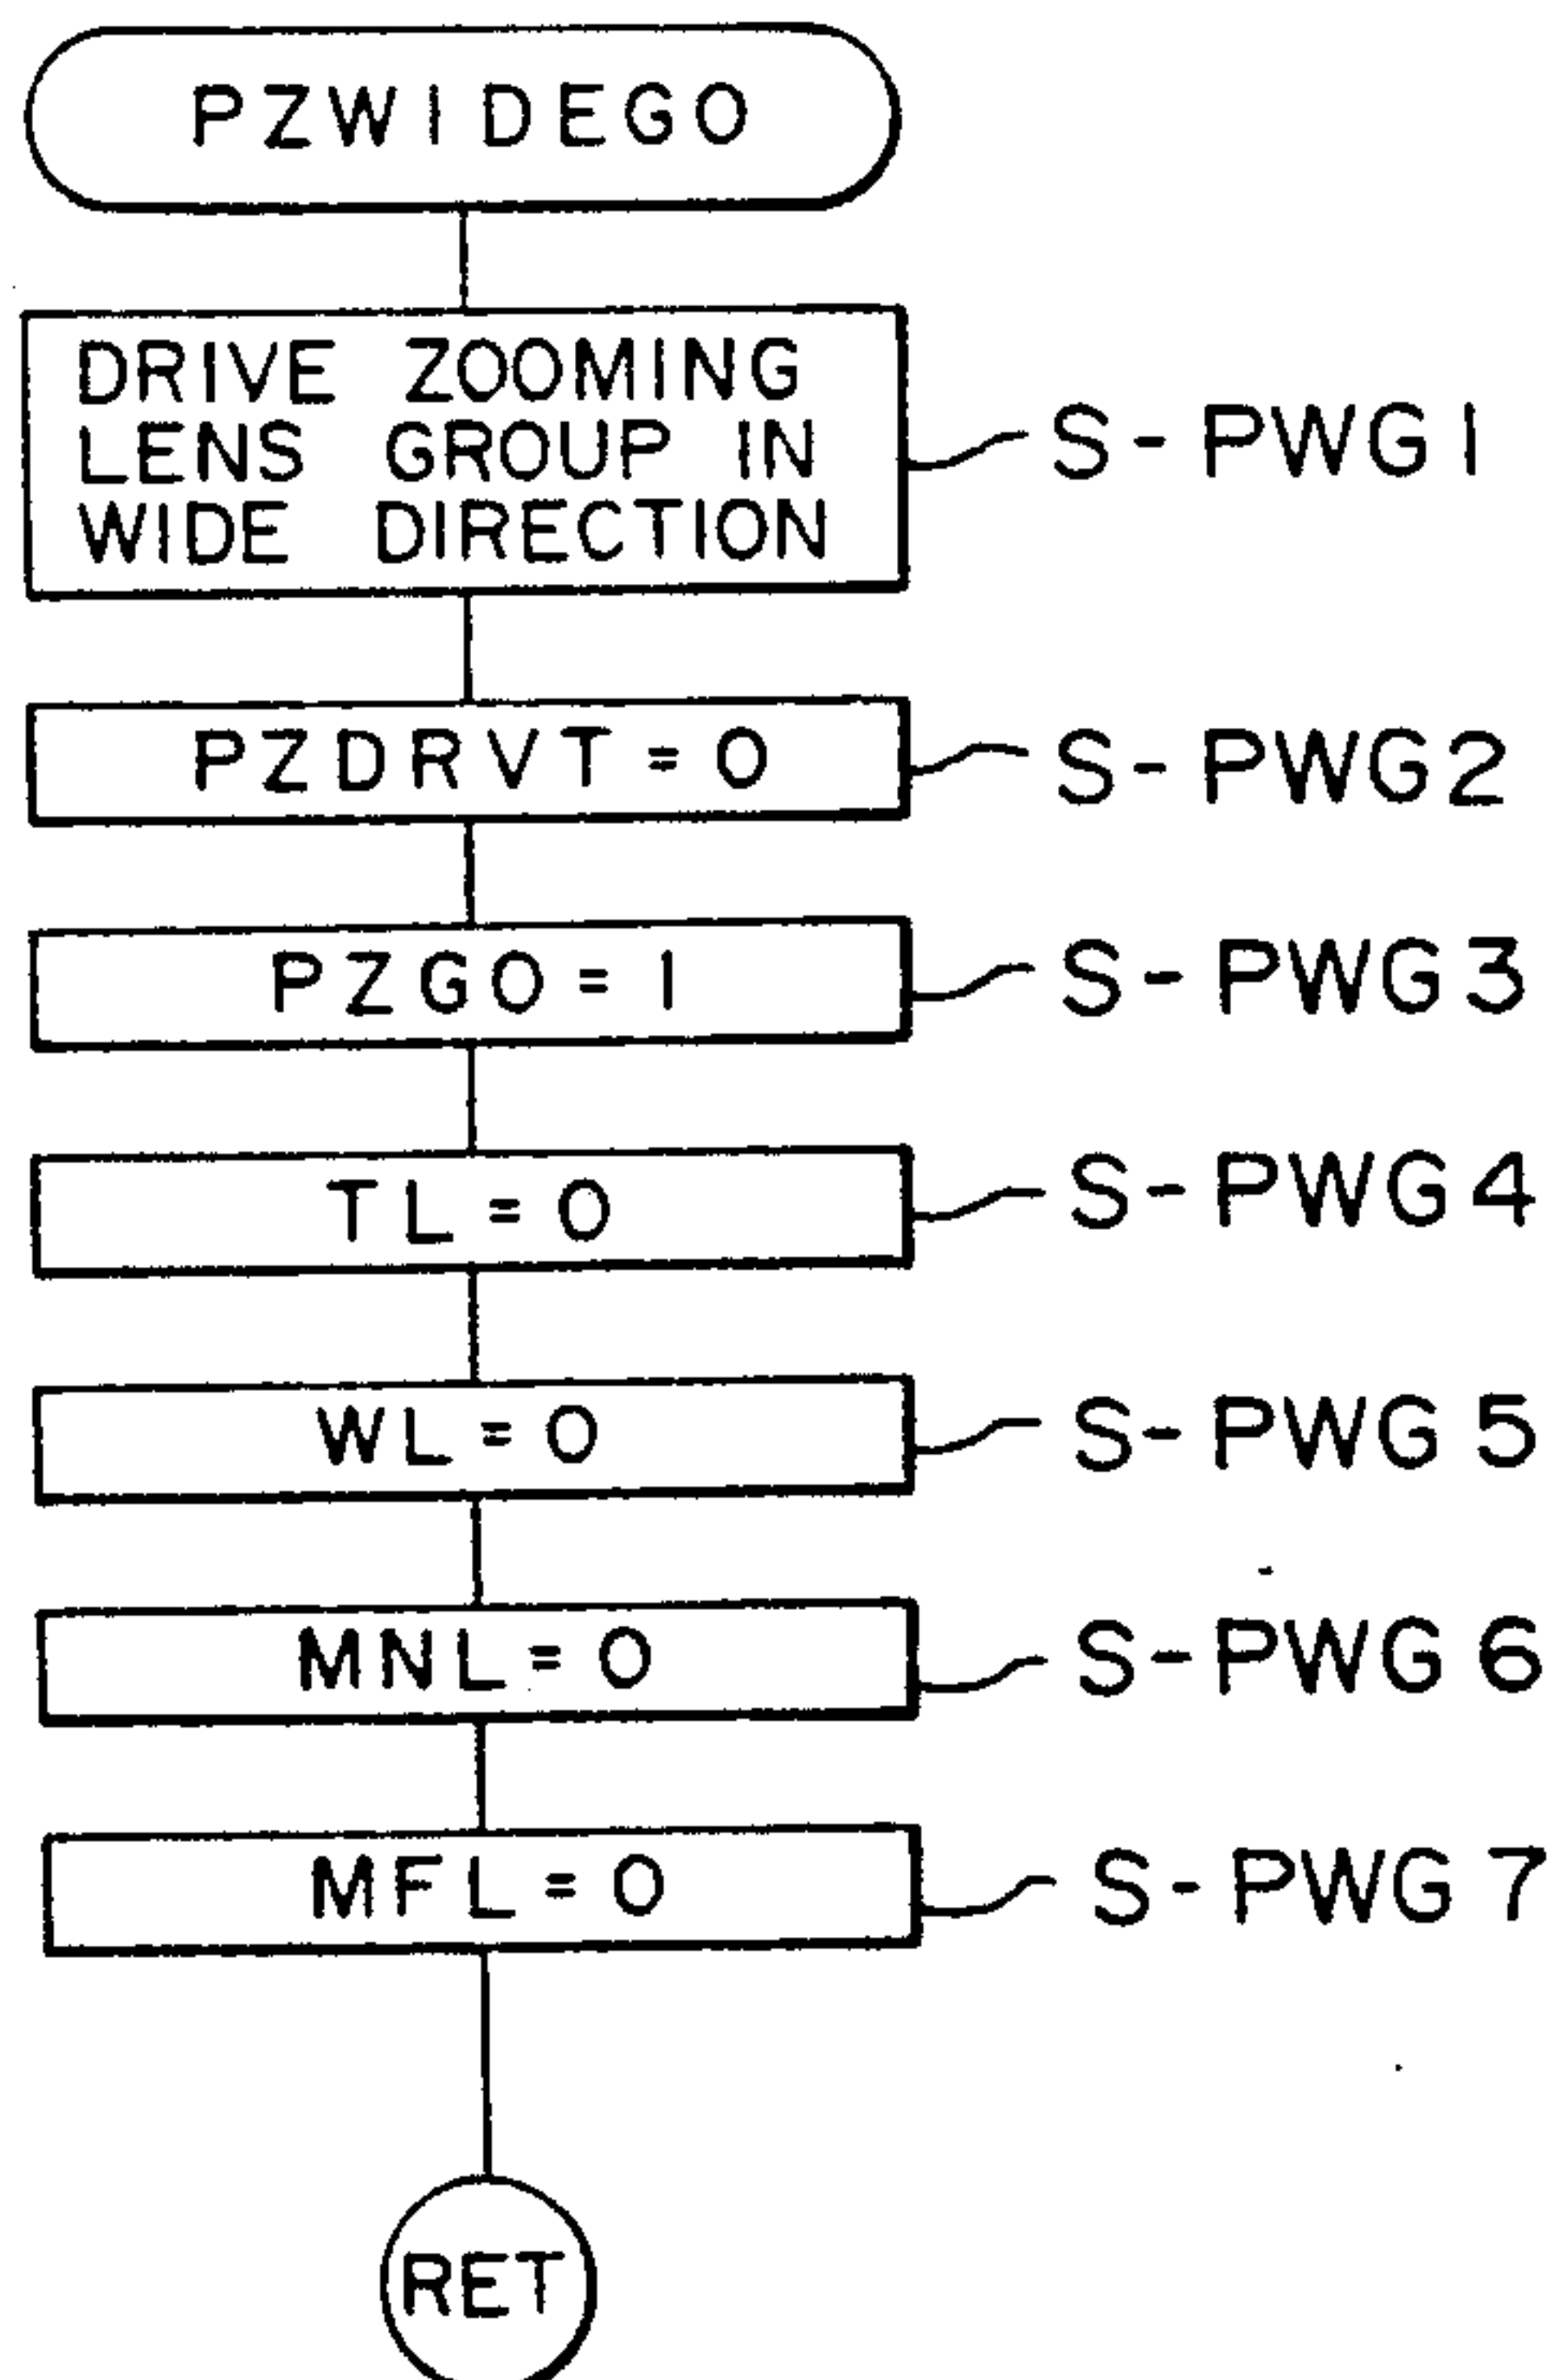 PZWIDEGO
DRIVE ZOOMING
LENS GROUP IN
WIDE DIRECTION
S-PWG1
PZDRVT=0
S-PWG2
PZGO=1
S-PWG3
TL=0
S-PWG4
WL=0
S-PWG5
MNL=0
S-PWG6
MFL=0
S-PWG7
RET